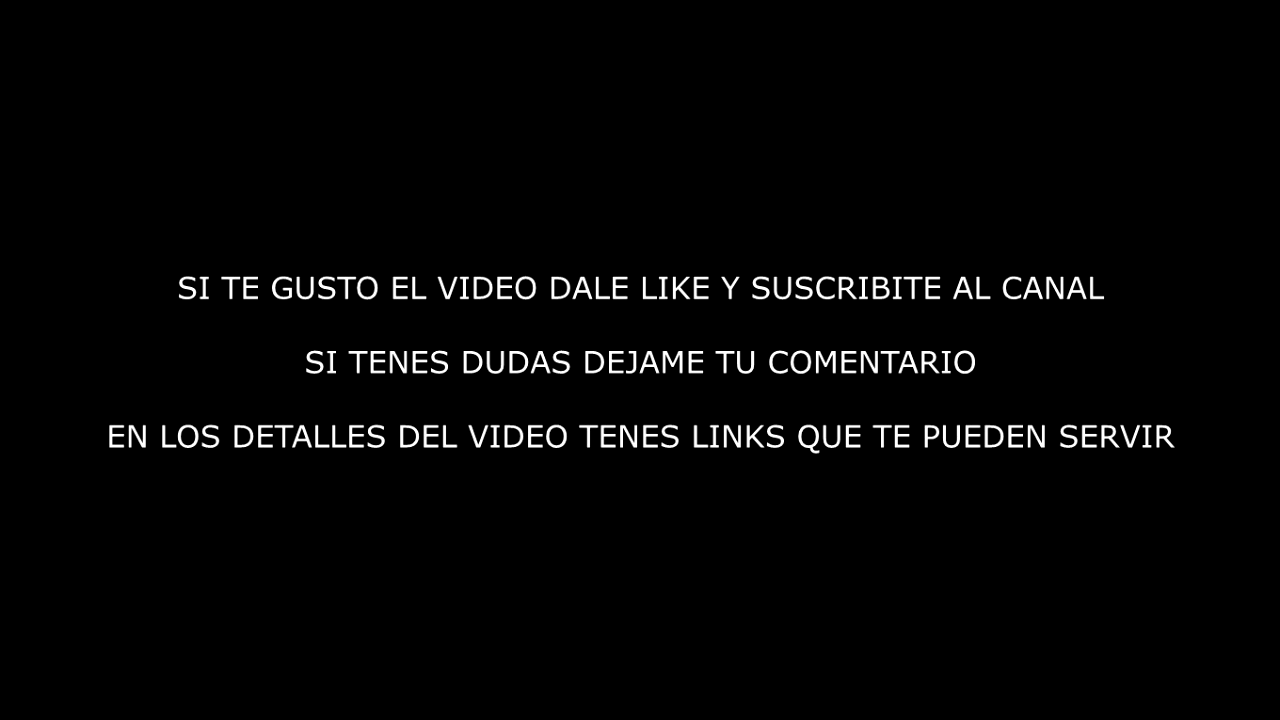 SI TE GUSTO EL VIDEO DALE LIKE Y SUSCRIBITE AL CANAL
SI TENES DUDAS DEJAME TU COMENTARIO
EN LOS DETALLES DEL VIDEO TENES LINKS QUE TE PUEDEN SERVIR